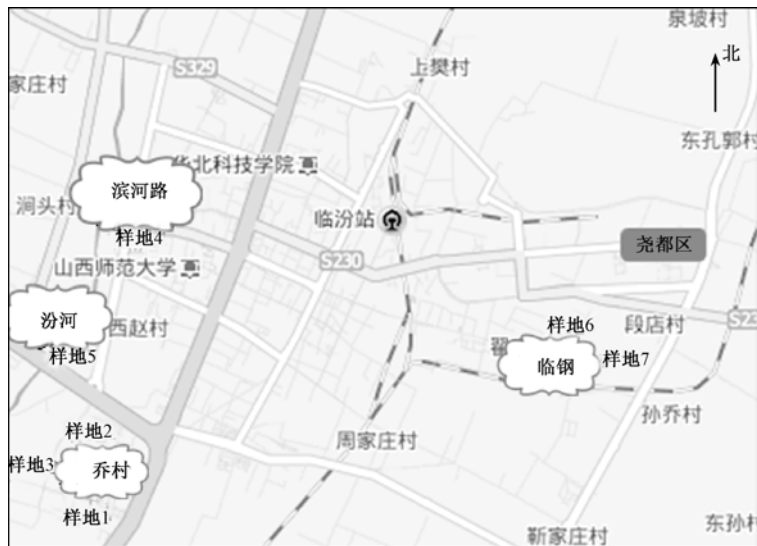 泉坡村
北
上樊村
S329
家庄村
东孔郭村
华北科技学院
滨河路
涧头村
临汾站
样地4
尧都区
山西师范大学
S230
汾河
西赵村
样地6
段店村
样地5
翟
临钢
样地7
孙乔村
样地2
周家庄村
样地3
乔村
样地1
靳家庄村
东孙村